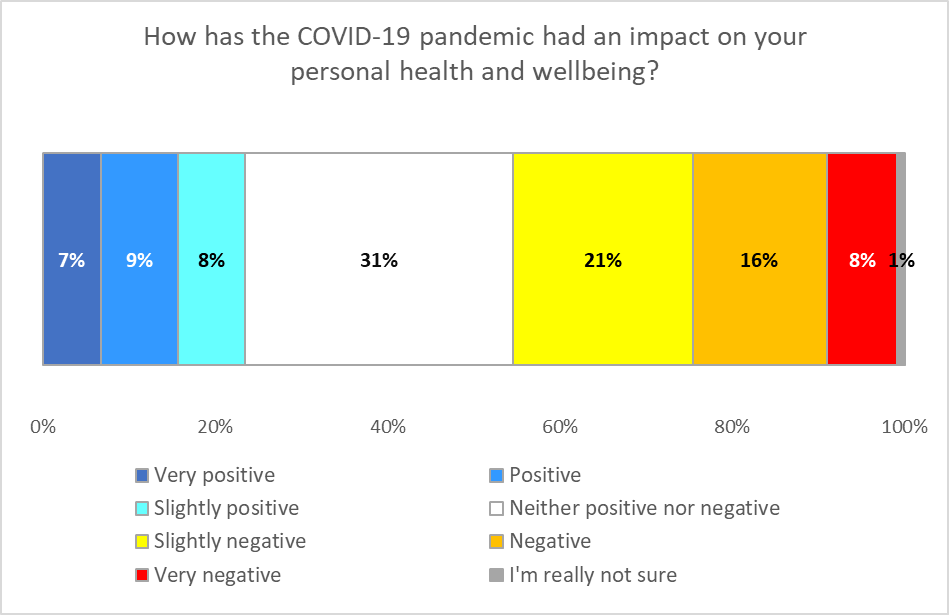 How has the COVID-19 pandemic had an impact on your
personal health and wellbeing?
7% 9% 8% 31% 21% 16% 8% 1%
0% 20% 40% 60% 80% 100%
Very positive Positive
Slightly positive Neither positive nor negative
Slightly negative Negative
Very negative I'm really not sure